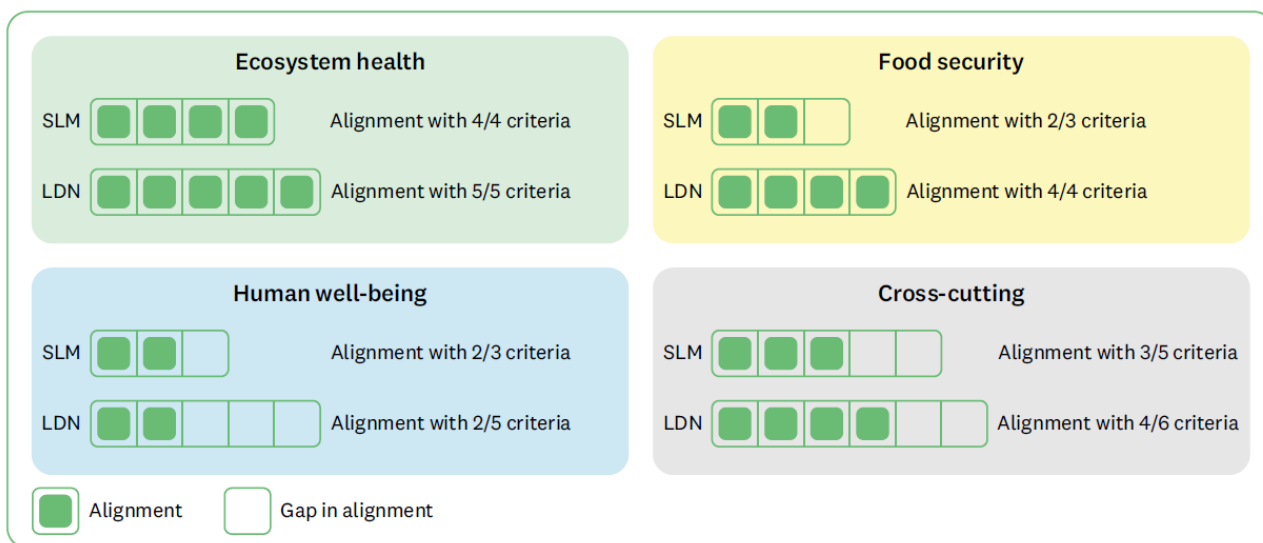 Ecosystem health
SLM Alignment with 4/4 criteria
LDN Alignment with 5/5 criteria
Food security
SLM Alignment with 2/3 criteria
LDN Alignment with 4/4 criteria
Human well-being
SLM Alignment with 2/3 criteria
LDN Alignment with 2/5 criteria
Cross-cutting
SLM Alignment with 3/5 criteria
LDN Alignment with 4/6 criteria
Alignment Gap in alignment